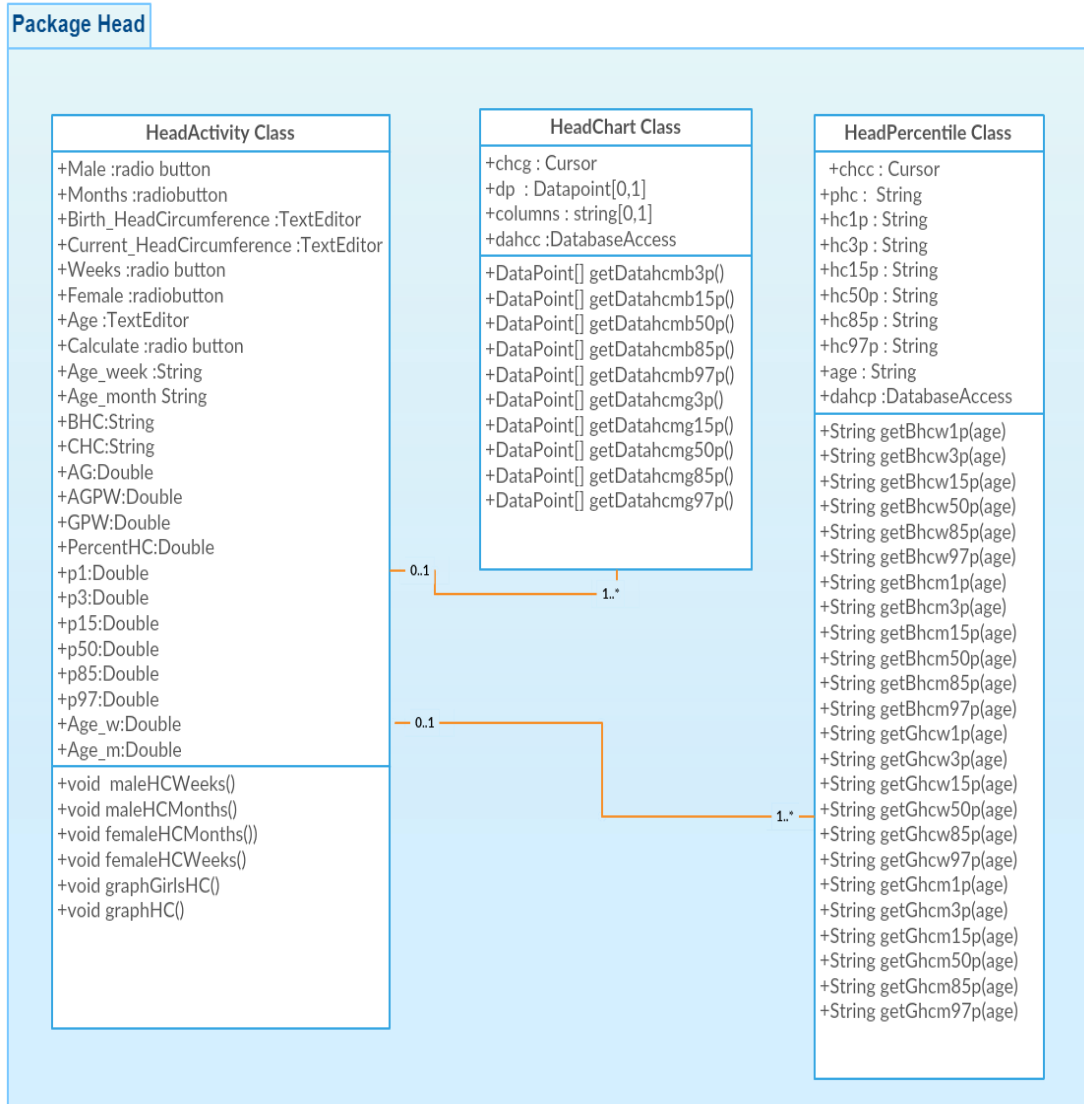 Package Head
HeadActivity Class
+Male :radio button
+Months :radiobutton
+Birth_HeadCircumference :TextEditor
+Current_HeadCircumference :TextEditor
+Weeks :radio button
+Female :radiobutton
+Age :TextEditor
+Calculate :radio button
+Age_week :String
+Age_month String
+BHC:String
+CHC:String
+AG:Double
+AGPW:Double
+GPW:Double
+PercentHC:Double
+p1:Double
+p3:Double
+p15:Double
+p50:Double
+p85:Double
+p97:Double
+Age_w:Double
+Age_m:Double
+void  maleHCWeeks()
+void maleHCMonths()
+void femaleHCMonths())
+void femaleHCWeeks()
+void graphGirlsHC()
+void graphHC()
HeadChart Class
+chcg : Cursor
+dp  : Datapoint[0,1]
+columns : string[0,1]
+dahcc :DatabaseAccess
+DataPoint[] getDatahcmb3p()
+DataPoint[] getDatahcmb15p()
+DataPoint[] getDatahcmb50p()
+DataPoint[] getDatahcmb85p()
+DataPoint[] getDatahcmb97p()
+DataPoint[] getDatahcmg3p()
+DataPoint[] getDatahcmg15p()
+DataPoint[] getDatahcmg50p()
+DataPoint[] getDatahcmg85p()
+DataPoint[] getDatahcmg97p()
0..1
1..*
0..1
1..*
HeadPercentile Class
+chcc : Cursor
+phc :  String
+hc1p : String
+hc3p : String
+hc15p : String
+hc50p : String
+hc85p : String
+hc97p : String
+age : String
+dahcp :DatabaseAccess
+String getBhcw1p(age)
+String getBhcw3p(age)
+String getBhcw15p(age)
+String getBhcw50p(age)
+String getBhcw85p(age)
+String getBhcw97p(age)
+String getBhcm1p(age)
+String getBhcm3p(age)
+String getBhcm15p(age)
+String getBhcm50p(age)
+String getBhcm85p(age)
+String getBhcm97p(age)
+String getGhcw1p(age)
+String getGhcw3p(age)
+String getGhcw15p(age)
+String getGhcw50p(age)
+String getGhcw85p(age)
+String getGhcw97p(age)
+String getGhcm1p(age)
+String getGhcm3p(age)
+String getGhcm15p(age)
+String getGhcm50p(age)
+String getGhcm85p(age)
+String getGhcm97p(age)